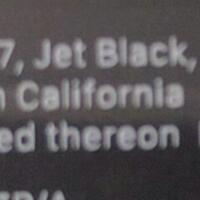 7, Jet Black,
n California
ed thereon